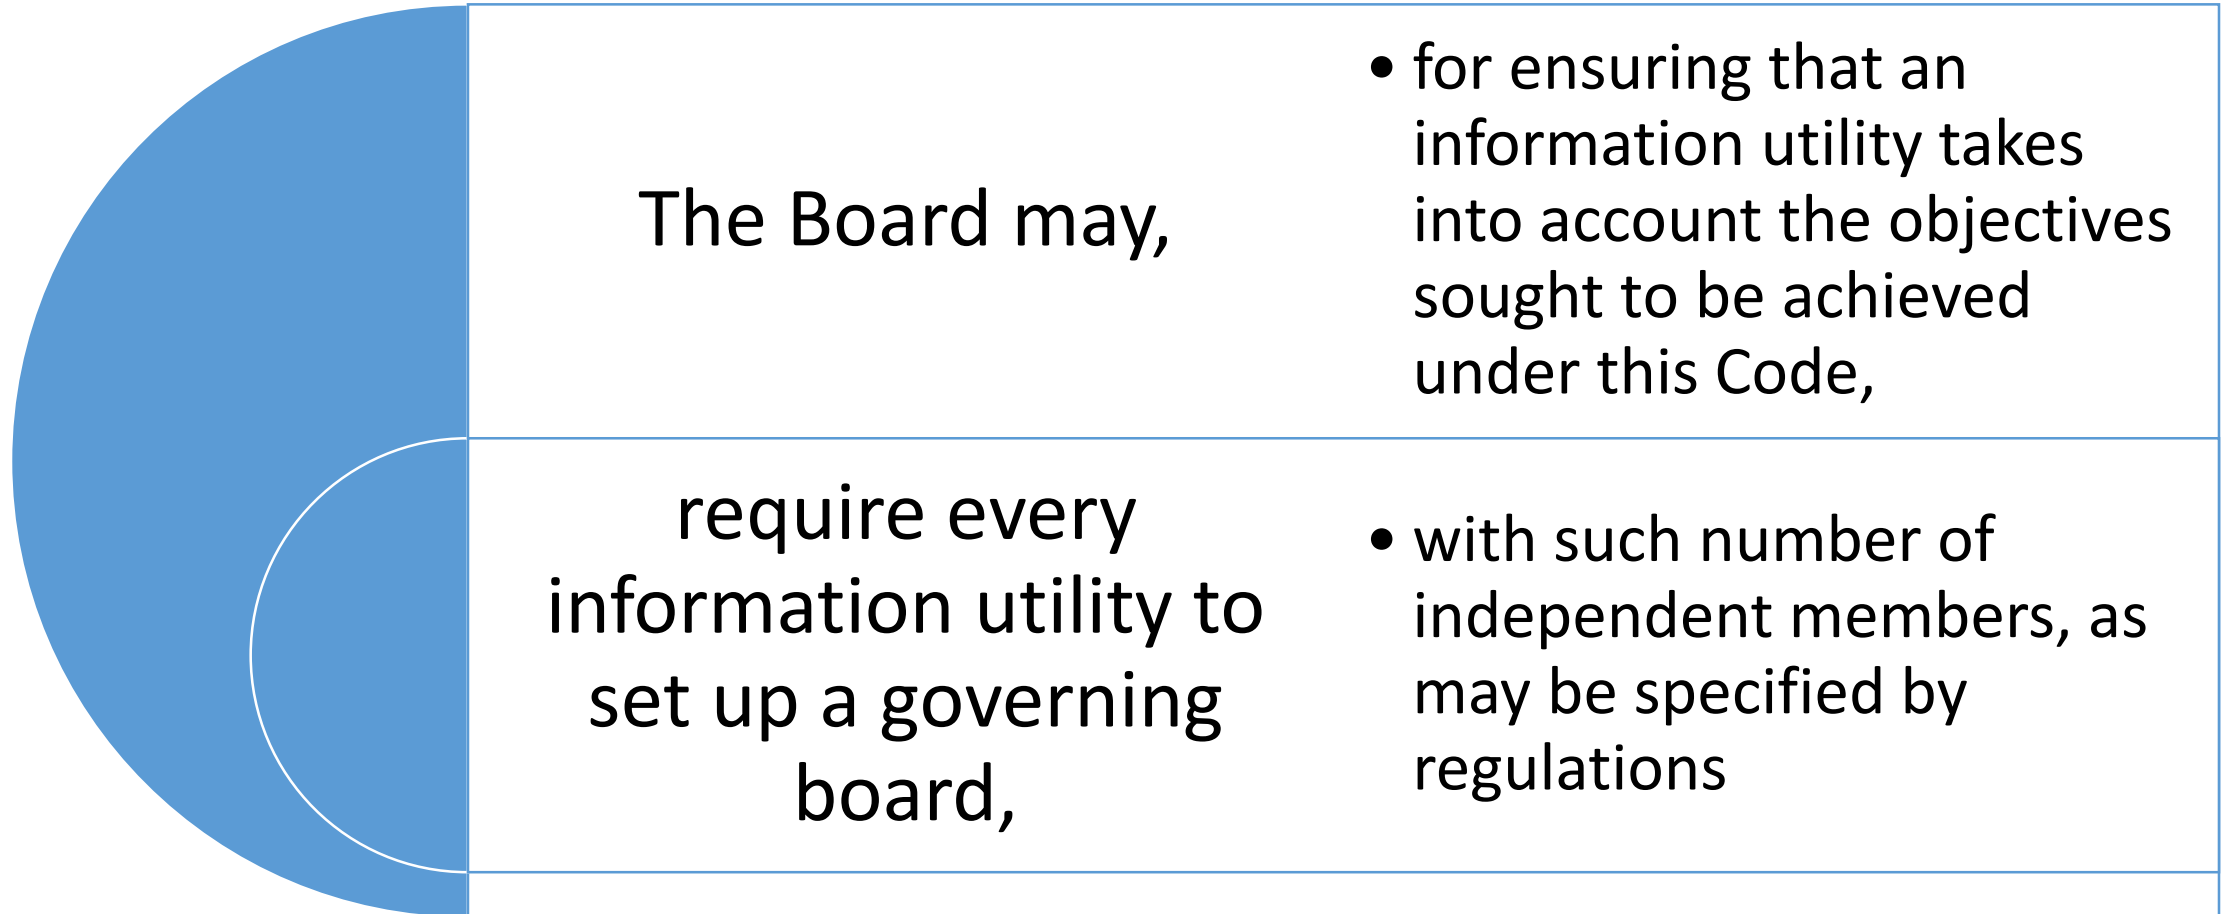 The Board may,
• for ensuring that an
information utility takes
into account the objectives
sought to be achieved
under this Code,
require every
information utility to
set up a governing
board,
• with such number of
independent members, as
may be specified by
regulations